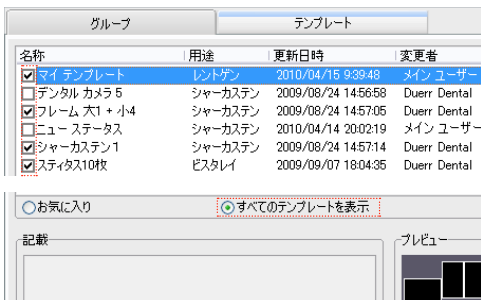 グループ テンプレート
名称 用途 更新日時 変更者
マイ テンプレート レントゲン 2010/04/15 9:39:48 メイン ユーザー
デンタル カメラ 5 シャーカステン 2009/08/24 14:56:58 Duerr Dental
フレーム 大1 + 小4 シャーカステン 2009/08/24 14:57:05 Duerr Dental
ニュー ステータス シャーカステン 2010/04/14 20:02:19 メイン ユーザー
シャーカステン1 シャーカステン 2009/08/24 14:57:14 Duerr Dental
スティタス10枚 ビスタレイ 2009/09/07 18:04:35 Duerr Dental
お気に入り すべてのテンプレートを表示
記載 プレビュー